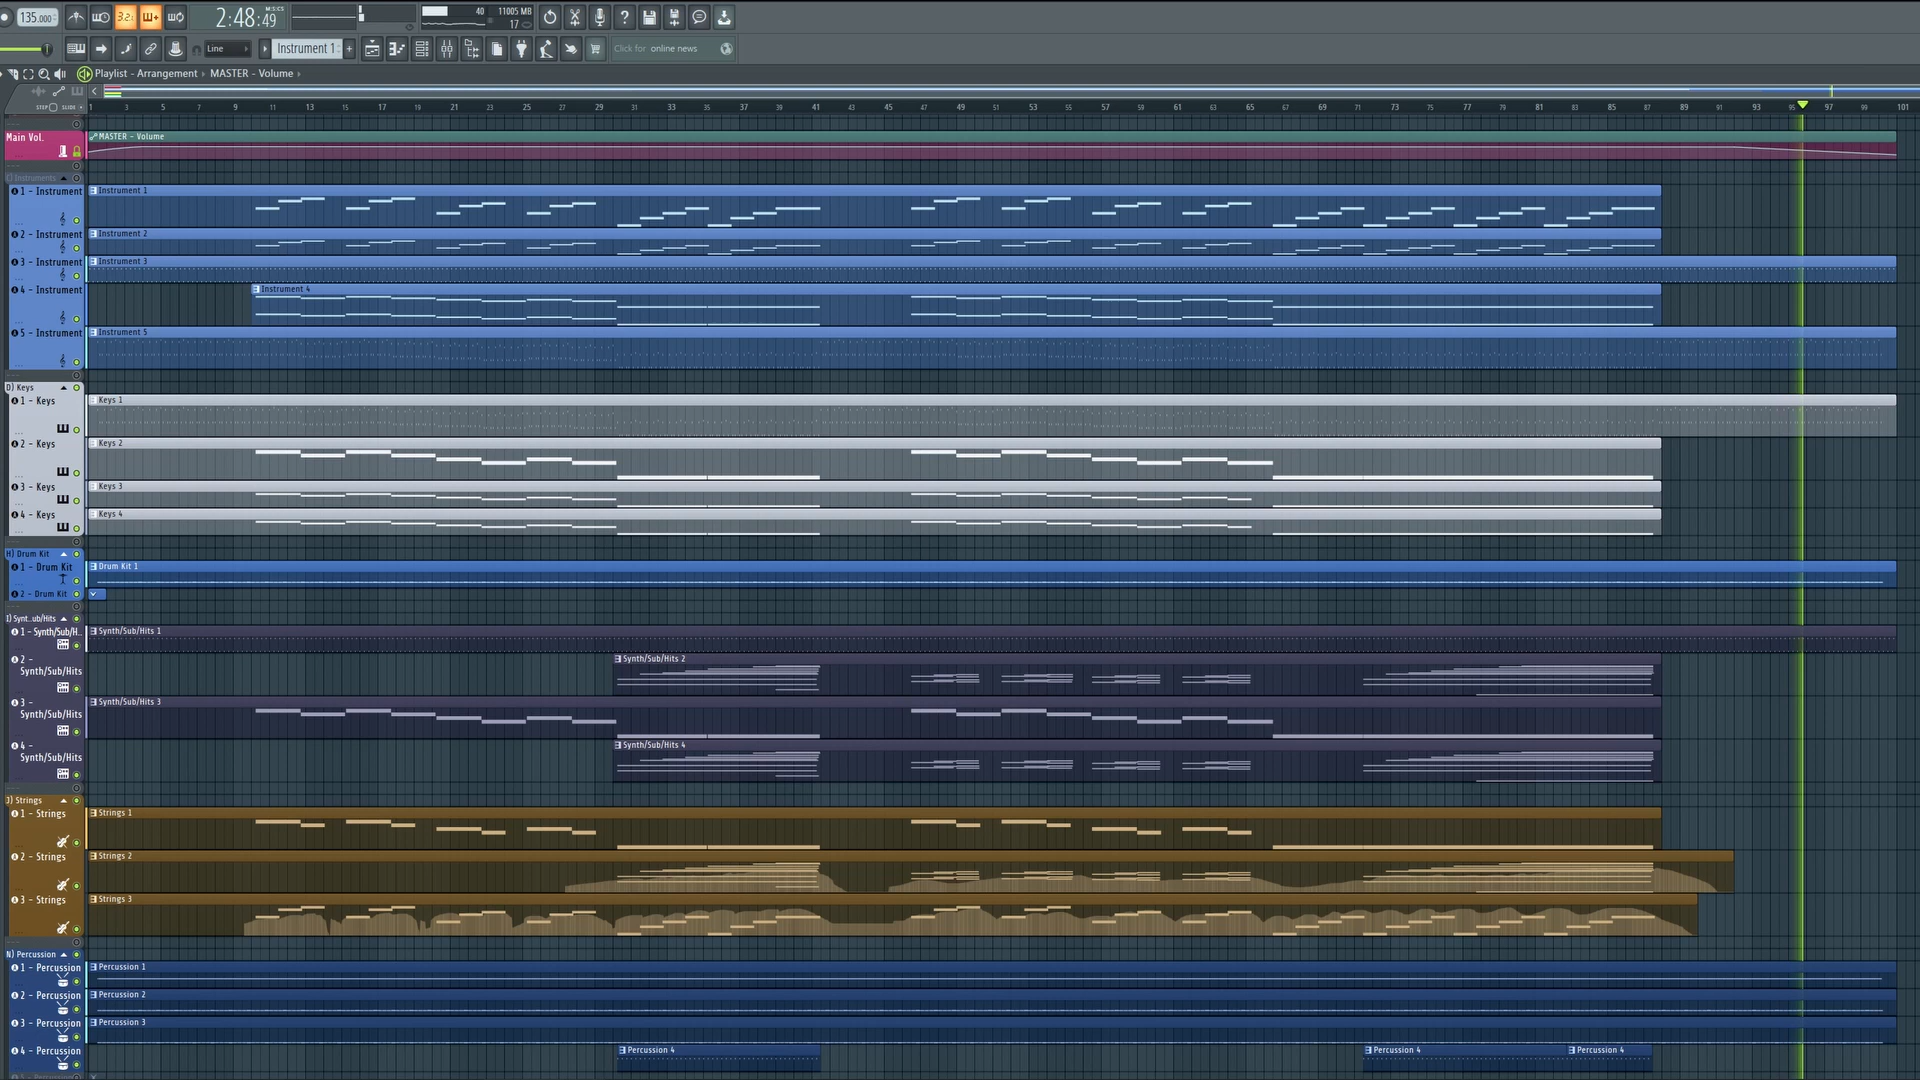 135.000
3.2.:
2:48:49
M:S:CS
40
11005 MB
17
Line
Instrument 1
Click for online news
Playlist - Arrangement › MASTER - Volume ›
STEP SLIDE
1 3 5 7 9 11 13 15 17 19 21 23 25 27 29 31 33 35 37 39 41 43 45 47 49 51 53 55 57 59 61 63 65 67 69 71 73 75 77 79 81 83 85 87 89 91 93 95 97 99 101
Main Vol.
MASTER - Volume
Instruments
1 - Instrument
Instrument 1
2 - Instrument
Instrument 2
3 - Instrument
Instrument 3
4 - Instrument
Instrument 4
5 - Instrument
Instrument 5
D) Keys
1 - Keys
Keys 1
2 - Keys
Keys 2
3 - Keys
Keys 3
4 - Keys
Keys 4
H) Drum Kit
1 - Drum Kit
Drum Kit 1
2 - Drum Kit
I) Synt..ub/Hits
1 - Synth/Sub/H..
Synth/Sub/Hits 1
2 -
Synth/Sub/Hits
Synth/Sub/Hits 2
3 -
Synth/Sub/Hits
Synth/Sub/Hits 3
4 -
Synth/Sub/Hits
Synth/Sub/Hits 4
J) Strings
1 - Strings
Strings 1
2 - Strings
Strings 2
3 - Strings
Strings 3
N) Percussion
1 - Percussion
Percussion 1
2 - Percussion
Percussion 2
3 - Percussion
Percussion 3
4 - Percussion
Percussion 4
Percussion 4
Percussion 4